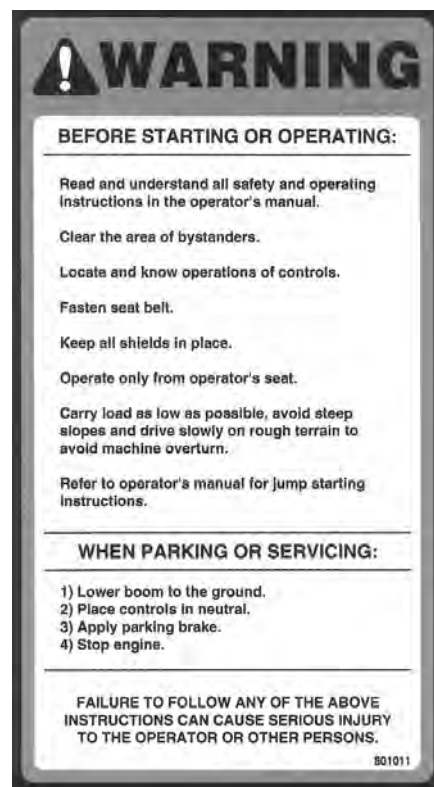 WARNING
BEFORE STARTING OR OPERATING:
Read and understand all safety and operating
instructions in the operator's manual.
Clear the area of bystanders.
Locate and know operations of controls.
Fasten seat belt.
Keep all shields in place.
Operate only from operator's seat.
Carry load as low as possible, avoid steep
slopes and drive slowly on rough terrain to
avoid machine overturn.
Refer to operator's manual for jump starting
instructions.
WHEN PARKING OR SERVICING:
1) Lower boom to the ground.
2) Place controls in neutral.
3) Apply parking brake.
4) Stop engine.
FAILURE TO FOLLOW ANY OF THE ABOVE
INSTRUCTIONS CAN CAUSE SERIOUS INJURY
TO THE OPERATOR OR OTHER PERSONS.
S01011